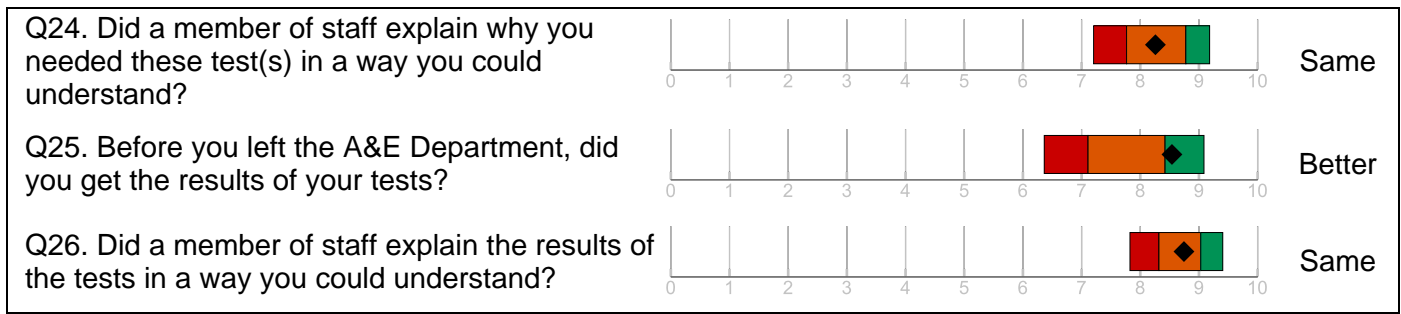 Q24. Did a member of staff explain why you
needed these test(s) in a way you could
understand?
0 1 2 3 4 5 6 7 8 9 10
Same
Q25. Before you left the A&E Department, did
you get the results of your tests?
0 1 2 3 4 5 6 7 8 9 10
Better
Q26. Did a member of staff explain the results of
the tests in a way you could understand?
0 1 2 3 4 5 6 7 8 9 10
Same